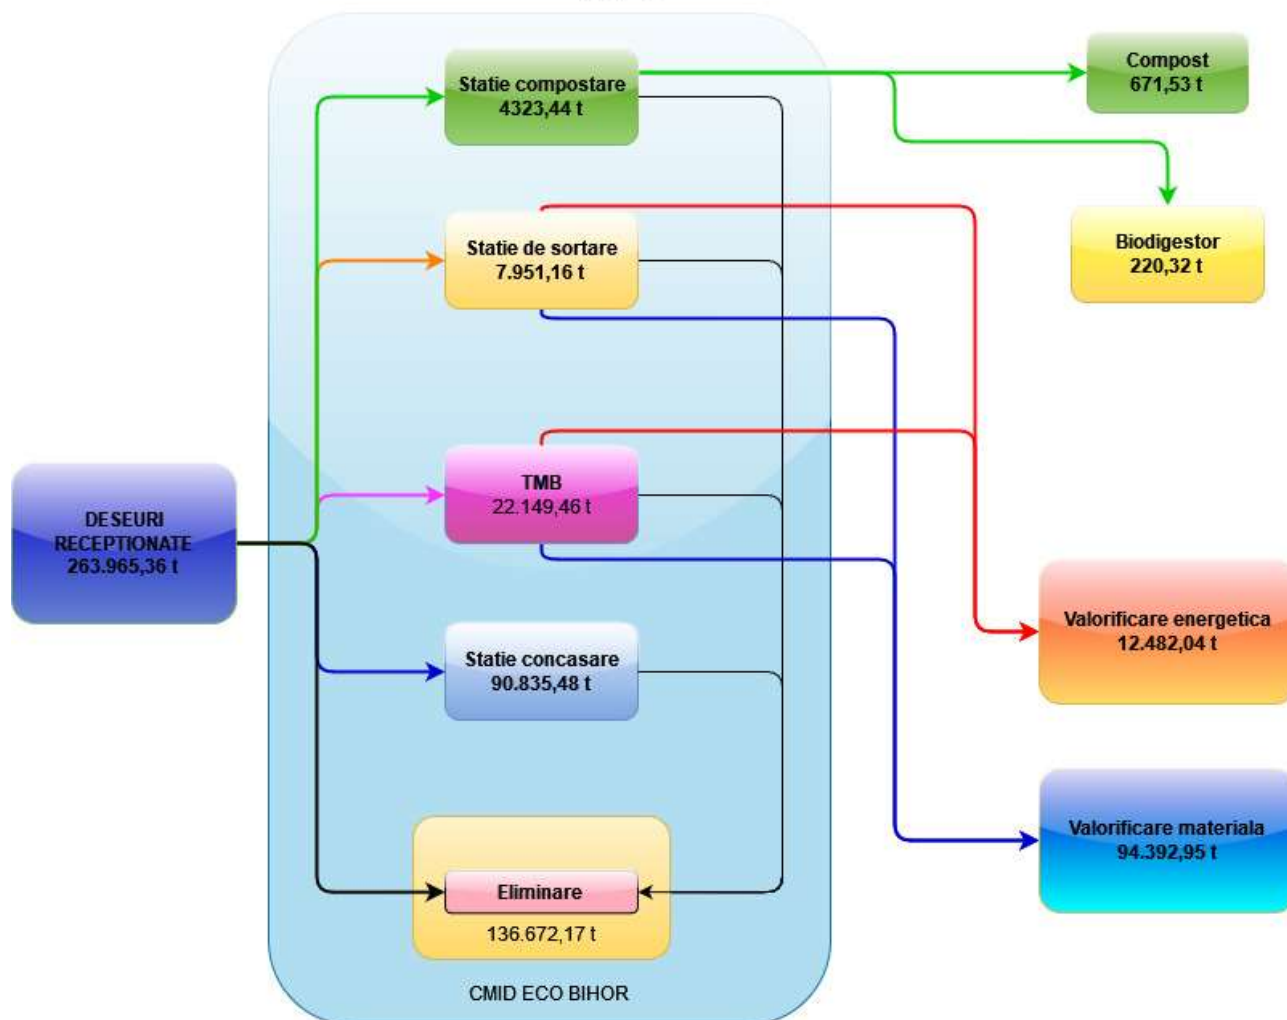 Statie compostare
4323,44 t
Compost
671,53 t
Statie de sortare
7.951,16 t
Biodigestor
220,32 t
TMB
22.149,46 t
DESEURI
RECEPTIONATE
263.965,36 t
Statie concasare
90.835,48 t
Valorificare energetica
12.482,04 t
Valorificare materiala
94.392,95 t
Eliminare
136.672,17 t
CMID ECO BIHOR